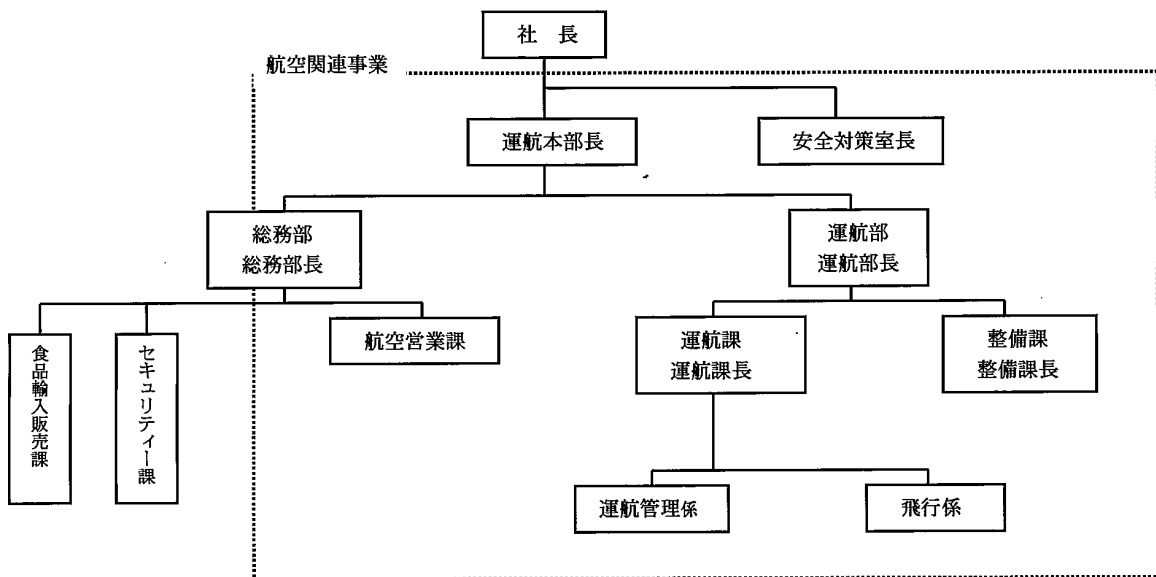 社 長
航空関連事業
運航本部長
安全対策室長
総務部
総務部長
運航部
運航部長
食品輸入販売課
セキュリティー課
航空営業課
運航課
運航課長
整備課
整備課長
運航管理係
飛行係